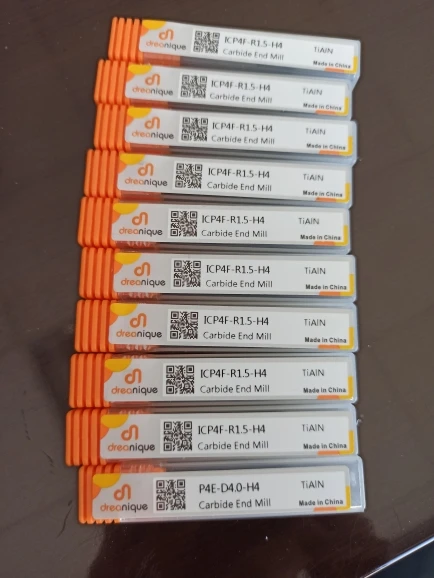 dreanique
ICP4F-R1.5-H4
Carbide End Mill
TiAlN
Made in China
dreanique
ICP4F-R1.5-H4
Carbide End Mill
TiAlN
Made in China
dreanique
ICP4F-R1.5-H4
Carbide End Mill
TiAlN
Made in China
dreanique
ICP4F-R1.5-H4
Carbide End Mill
TiAlN
Made in China
dreanique
ICP4F-R1.5-H4
Carbide End Mill
TiAlN
Made in China
dreanique
ICP4F-R1.5-H4
Carbide End Mill
TiAlN
Made in China
dreanique
ICP4F-R1.5-H4
Carbide End Mill
TiAlN
Made in China
dreanique
ICP4F-R1.5-H4
Carbide End Mill
TiAlN
Made in China
dreanique
ICP4F-R1.5-H4
Carbide End Mill
TiAlN
Made in China
dreanique
P4E-D4.0-H4
Carbide End Mill
TiAlN
Made in China